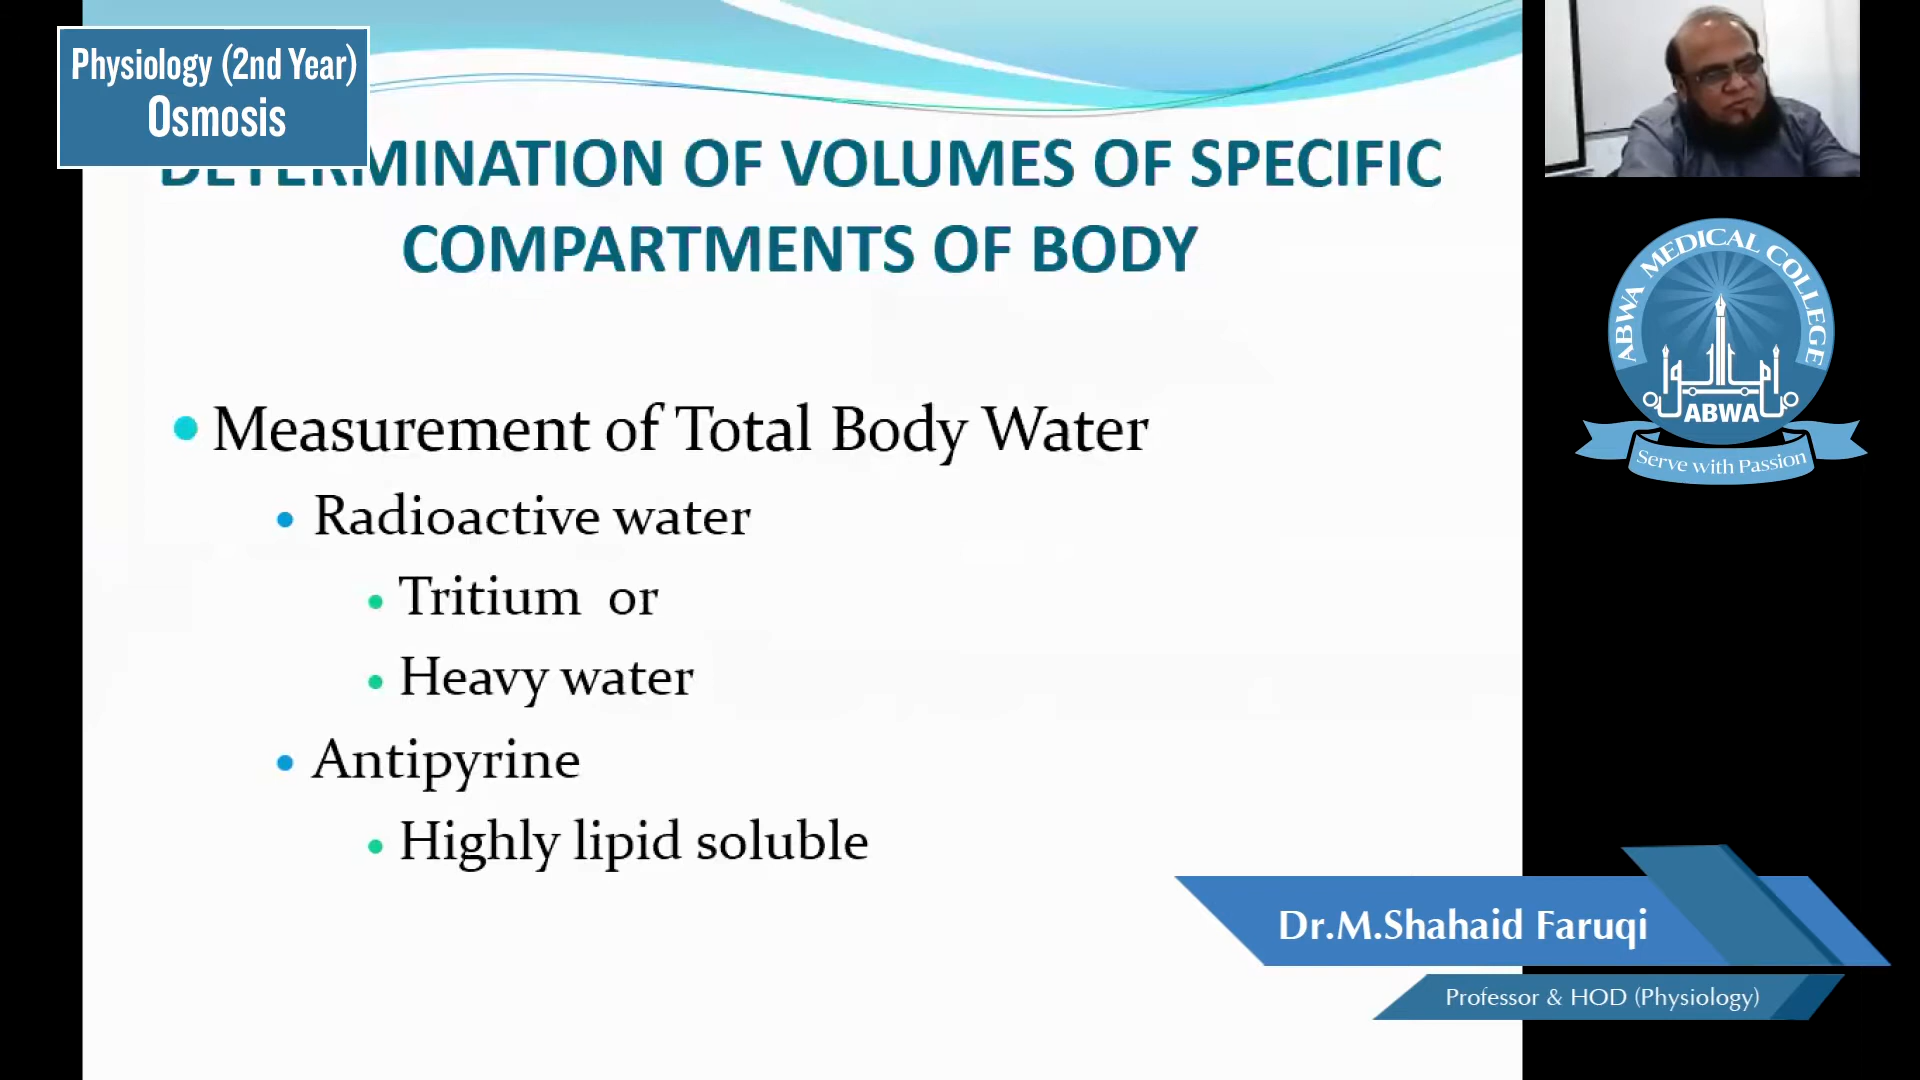 Physiology (2nd Year)
Osmosis
DETERMINATION OF VOLUMES OF SPECIFIC
COMPARTMENTS OF BODY
Measurement of Total Body Water
Radioactive water
Tritium or
Heavy water
Antipyrine
Highly lipid soluble
ABWA MEDICAL COLLEGE
ABWA
Serve with Passion
Dr.M.Shahaid Faruqi
Professor & HOD (Physiology)